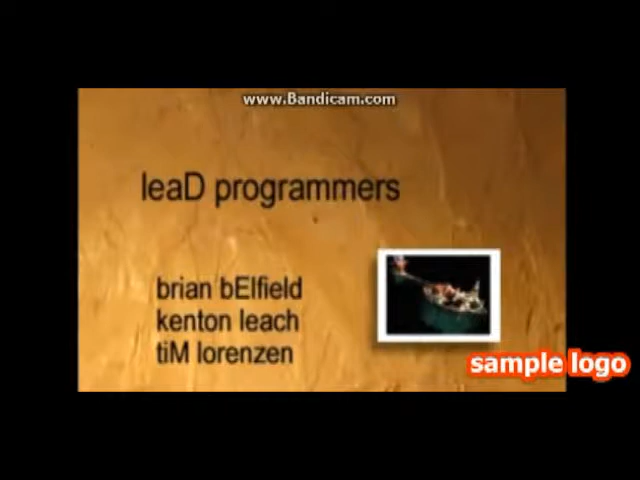 www.Bandicam.com
leaD programmers
brian bElfield
kenton leach
tiM lorenzen
sample logo